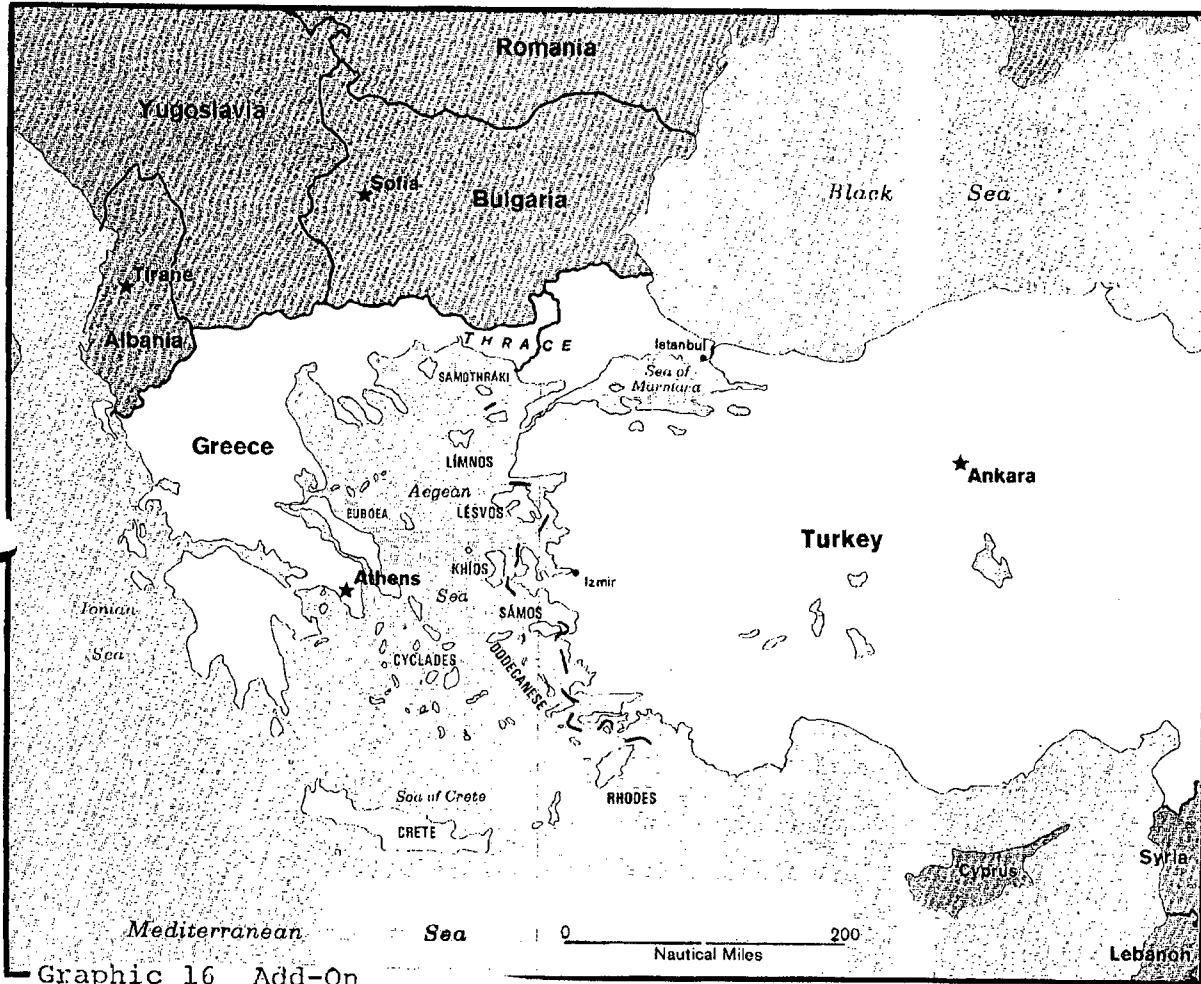 Romania
Yugoslavia
Sofia
Bulgaria
Black Sea
Tirane
Albania
THRACE
Istanbul
Sea of
Marmara
SAMOTHRÁKI
Greece
LÍMNOS
Ankara
Aegean
Sea
EUBOEA
LÉSVOS
Turkey
KHÍOS
Athens
Izmir
Ionian
Sea
SÁMOS
CYCLADES
DODECANESE
Sea of Crete
RHODES
CRETE
Syria
Cyprus
Mediterranean Sea
0 200
Nautical Miles
Lebanon
Graphic 16 Add-On